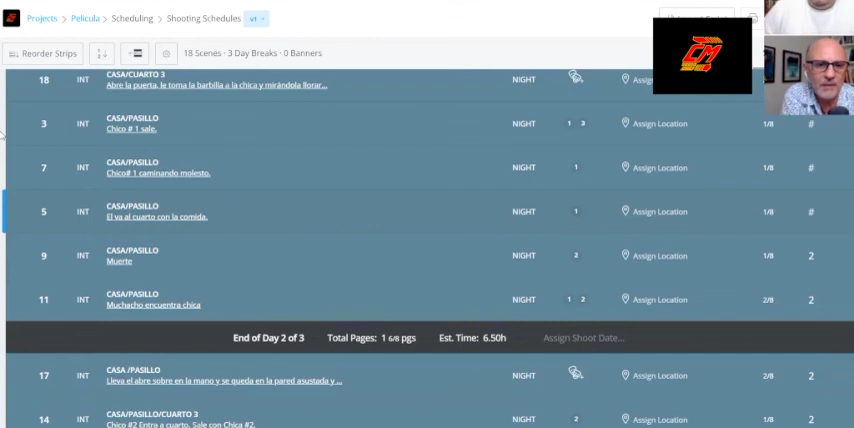 Projects > Pelicula > Scheduling > Shooting Schedules v1
Reorder Strips 18 Scenes · 3 Day Breaks · 0 Banners
CM
18 INT CASA/CUARTO 3 NIGHT
Abre la puerta, le toma la barbilla a la chica y mirándola llorar...
3 INT CASA/PASILLO NIGHT 1 3 Assign Location 1/8 #
Chico # 1 sale.
7 INT CASA/PASILLO NIGHT 1 Assign Location 1/8 #
Chico# 1 caminando molesto.
5 INT CASA/PASILLO NIGHT 1 Assign Location 1/8 #
El va al cuarto con la comida.
9 INT CASA/PASILLO NIGHT 2 Assign Location 1/8 2
Muerte
11 INT CASA/PASILLO NIGHT 1 2 Assign Location 2/8 2
Muchacho encuentra chica
End of Day 2 of 3 Total Pages: 1 6/8 pgs Est. Time: 6.50h Assign Shoot Date...
17 INT CASA /PASILLO NIGHT Assign Location 2/8 2
Lleva el abre sobre en la mano y se queda en la pared asustada y ...
14 INT CASA/PASILLO/CUARTO 3 NIGHT 2 Assign Location 1/8 2
Chico #2 Entra a cuarto. Sale con Chica #2.